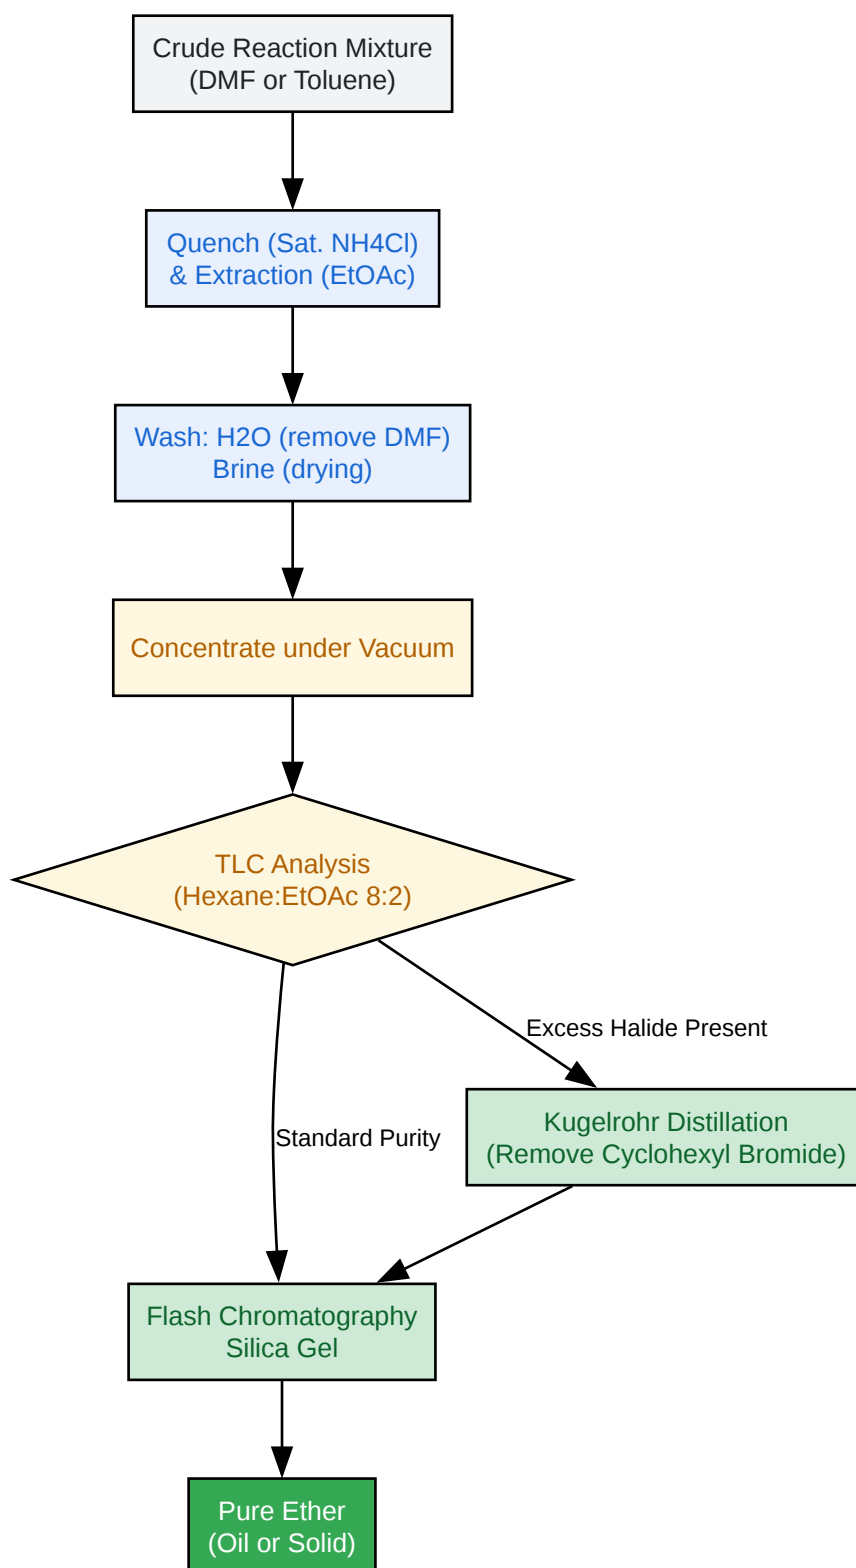 Crude Reaction Mixture
(DMF or Toluene)
Quench (Sat. NH4Cl)
& Extraction (EtOAc)
Wash: H2O (remove DMF)
Brine (drying)
Concentrate under Vacuum
TLC Analysis
(Hexane:EtOAc 8:2)
Excess Halide Present
Kugelrohr Distillation
(Remove Cyclohexyl Bromide)
Standard Purity
Flash Chromatography
Silica Gel
Pure Ether
(Oil or Solid)